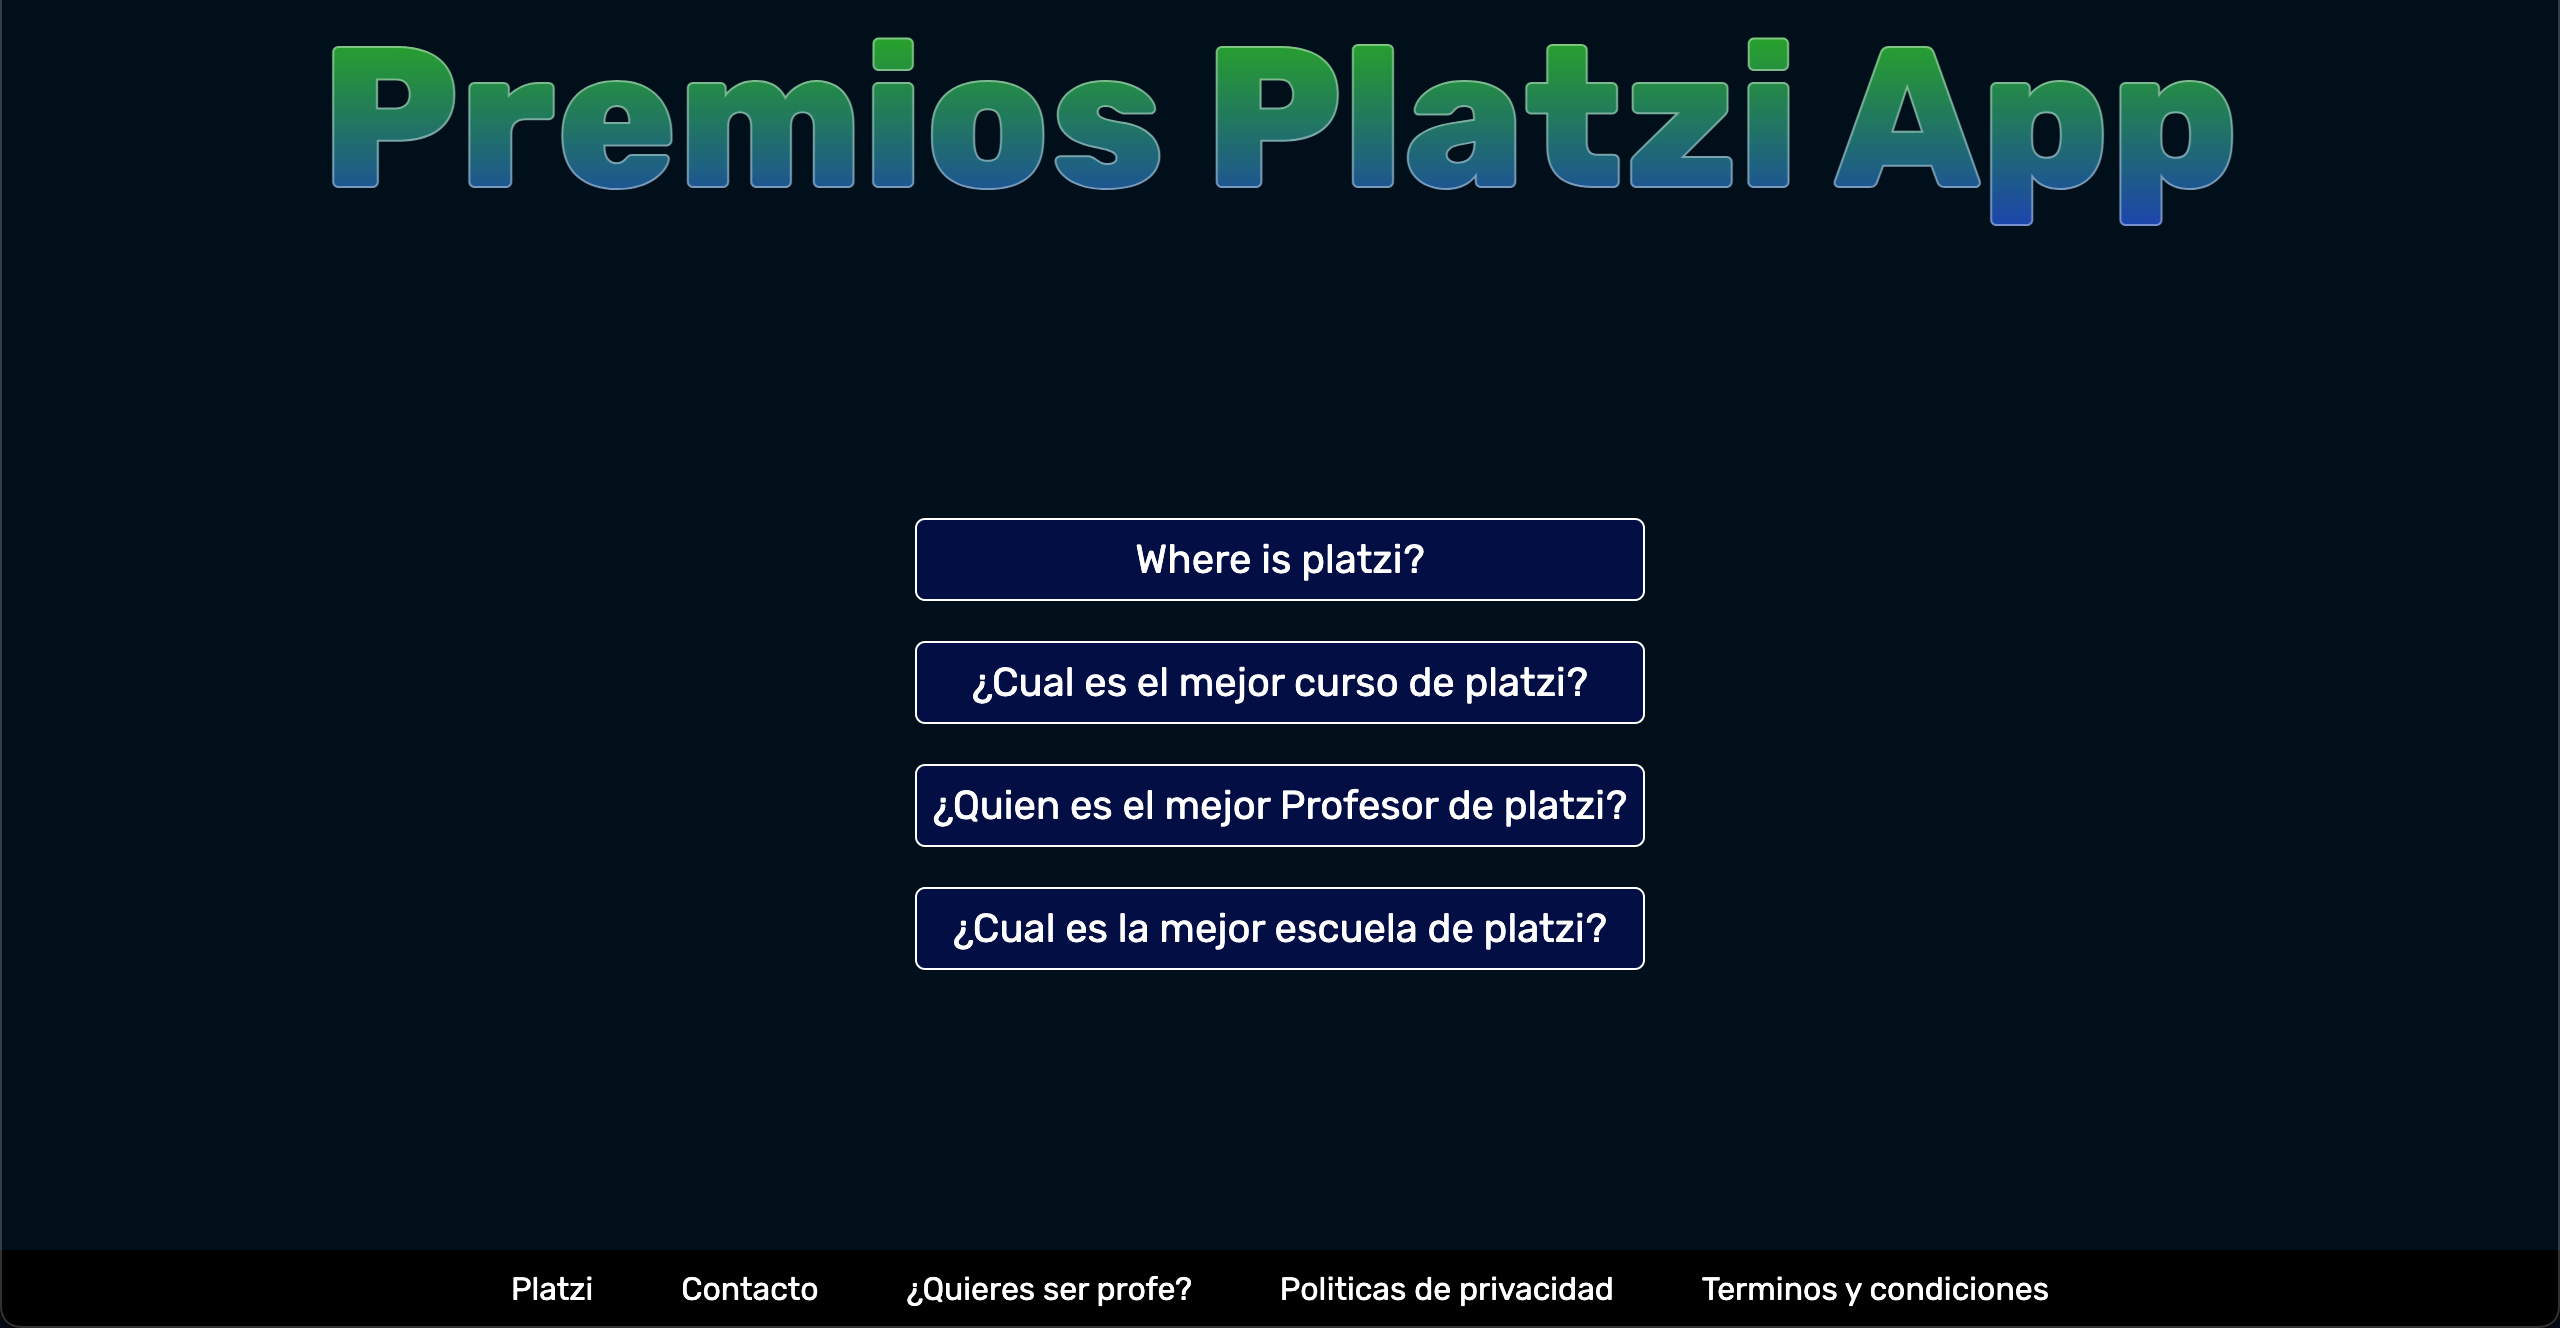 Premios Platzi App
Where is platzi?
¿Cual es el mejor curso de platzi?
¿Quien es el mejor Profesor de platzi?
¿Cual es la mejor escuela de platzi?
Platzi Contacto ¿Quieres ser profe? Politicas de privacidad Terminos y condiciones